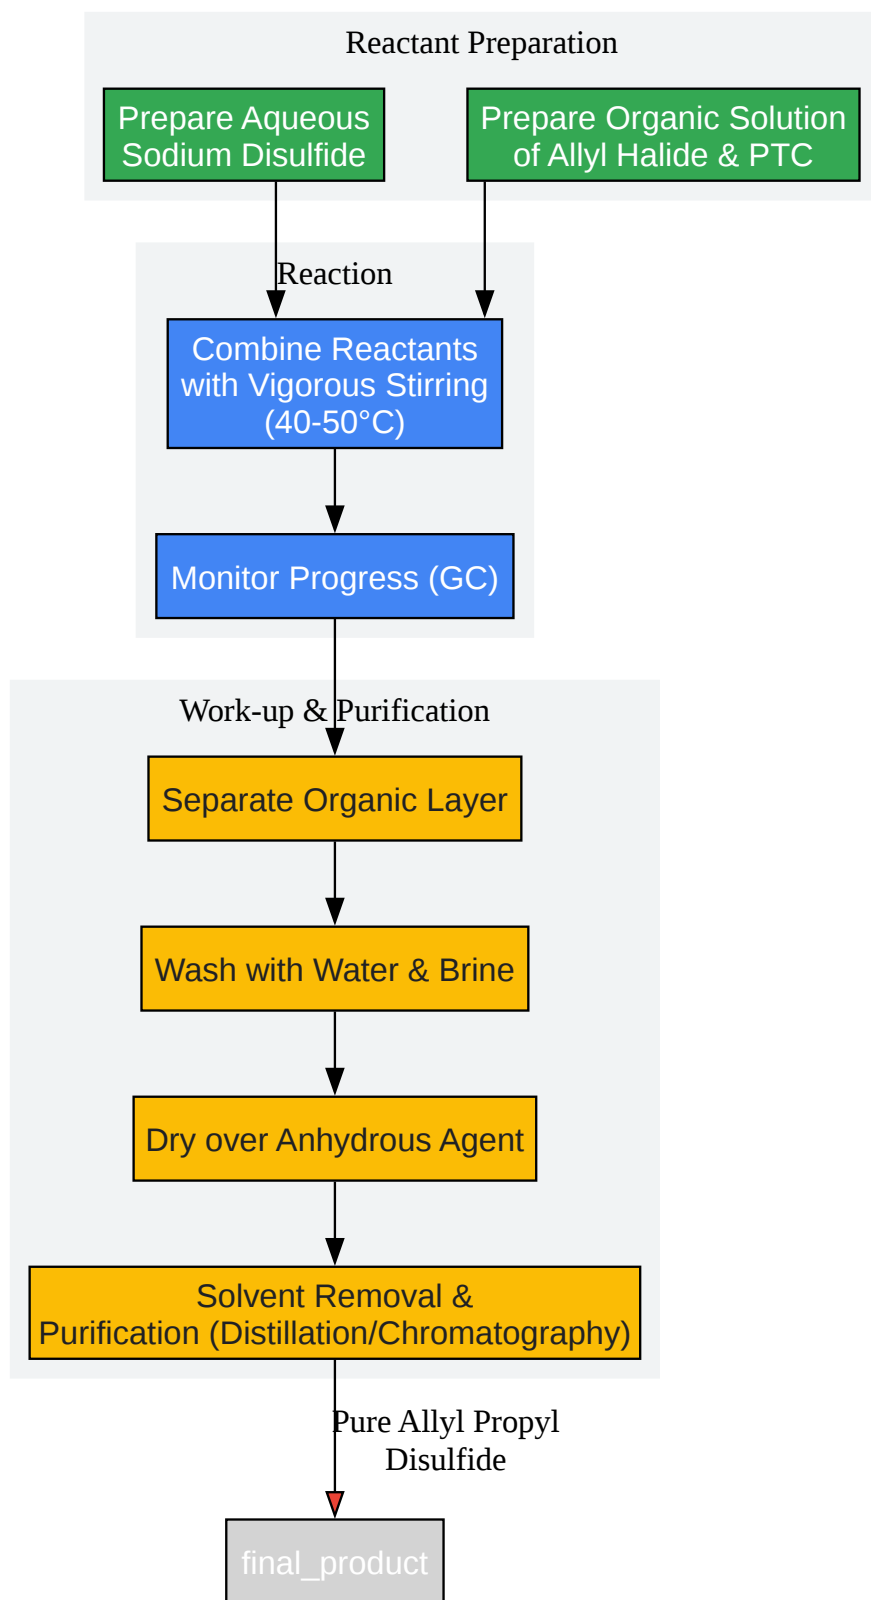 Reactant Preparation
Prepare Aqueous
Sodium Disulfide
Prepare Organic Solution
of Allyl Halide & PTC
Reaction
Combine Reactants
with Vigorous Stirring
(40-50°C)
Monitor Progress (GC)
Work-up & Purification
Separate Organic Layer
Wash with Water & Brine
Dry over Anhydrous Agent
Solvent Removal &
Purification (Distillation/Chromatography)
Pure Allyl Propyl
Disulfide
final_product